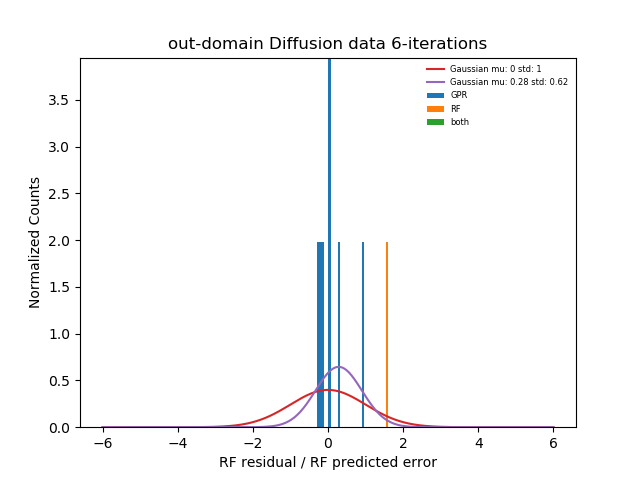 out-domain Diffusion data 6-iterations
Gaussian mu: 0 std: 1
Gaussian mu: 0.28 std: 0.62
GPR
RF
both
Normalized Counts
3.5
3.0
2.5
2.0
1.5
1.0
0.5
0.0
−6 −4 −2 0 2 4 6
RF residual / RF predicted error